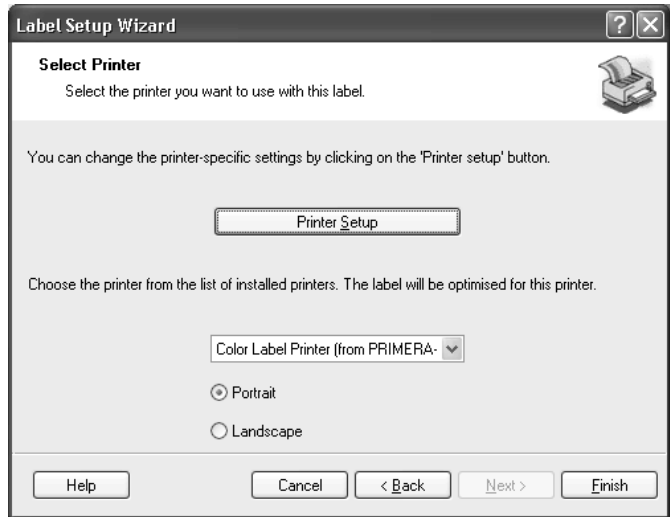 Label Setup Wizard
Select Printer
Select the printer you want to use with this label.
You can change the printer-specific settings by clicking on the 'Printer setup' button.
Printer Setup
Choose the printer from the list of installed printers. The label will be optimised for this printer.
Color Label Printer (from PRIMERA-
Portrait
Landscape
Help Cancel < Back Next > Finish